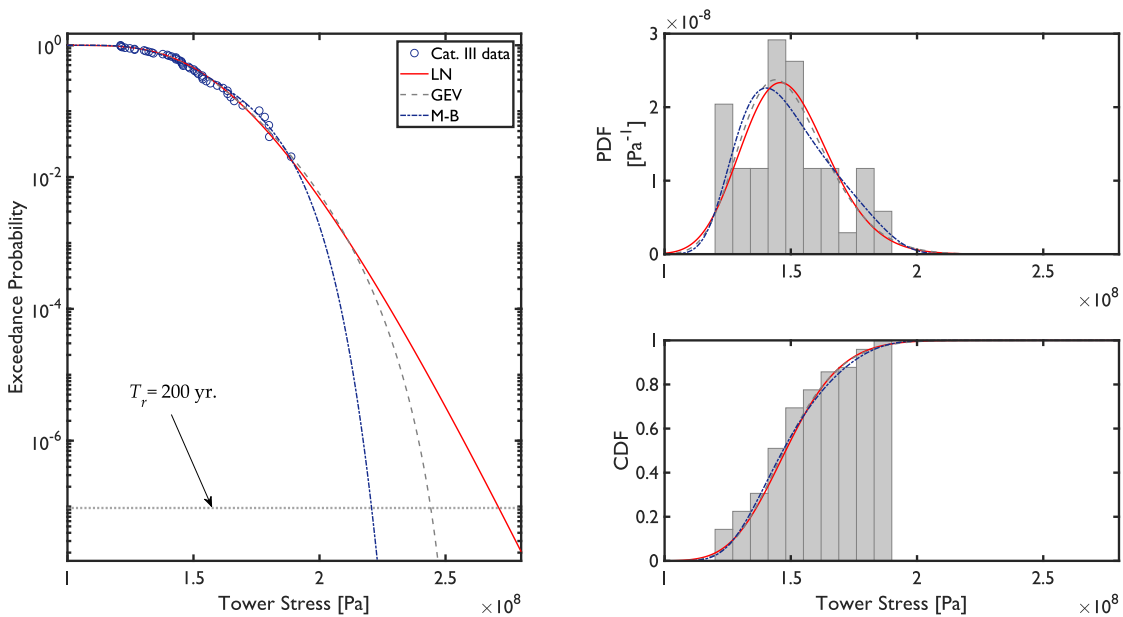 10^0
10^-2
10^-4
10^-6
Exceedance Probability
Cat. III data
LN
GEV
M-B
T_r = 200 yr.
1 1.5 2 2.5
Tower Stress [Pa]
×10^8
×10^-8
3
2
1
0
PDF
[Pa^-1]
1 1.5 2 2.5
×10^8
1
0.8
0.6
0.4
0.2
0
CDF
1 1.5 2 2.5
Tower Stress [Pa]
×10^8